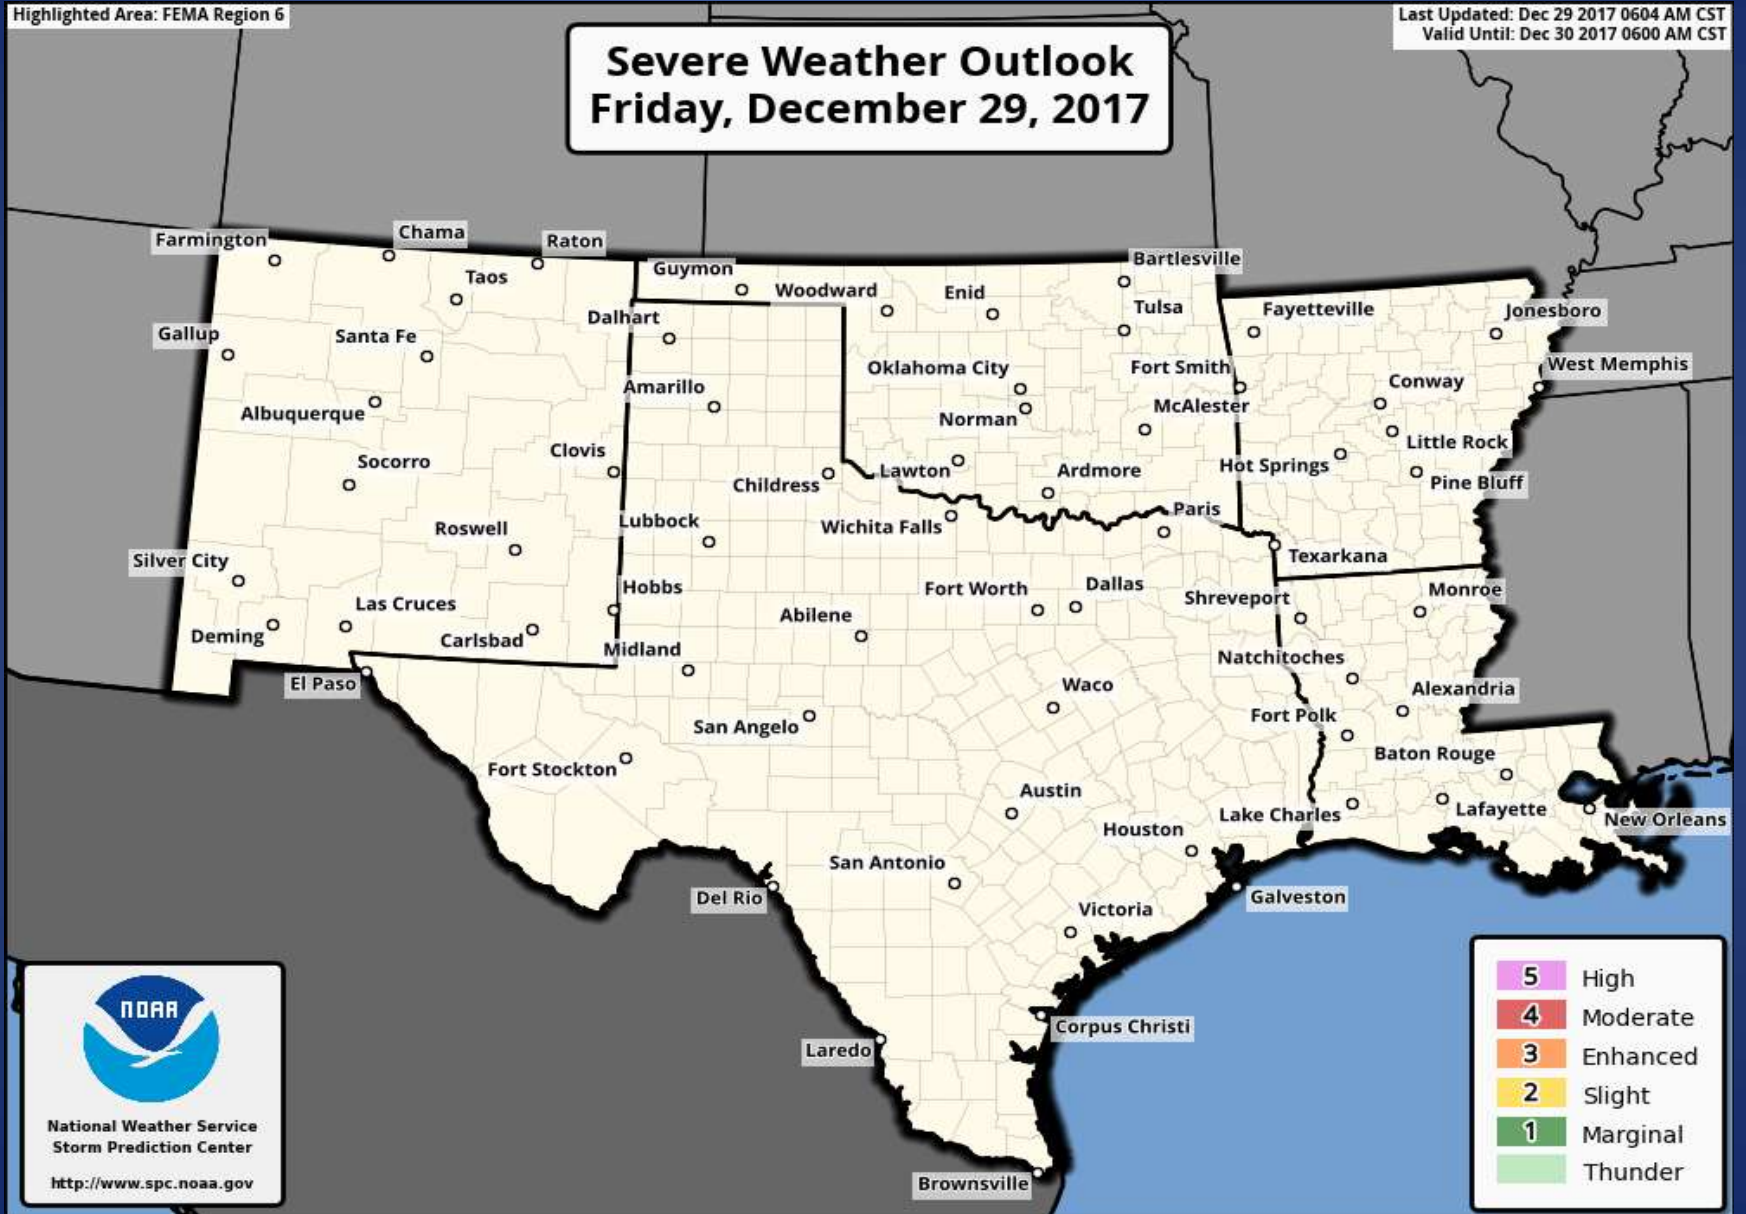 Highlighted Area: FEMA Region 6
Last Updated: Dec 29 2017 0604 AM CST
Valid Until: Dec 30 2017 0600 AM CST
Severe Weather Outlook
Friday, December 29, 2017
Farmington
Chama
Raton
Taos
Guymon
Woodward
Enid
Bartlesville
Tulsa
Fayetteville
Jonesboro
Gallup
Santa Fe
Dalhart
Oklahoma City
Fort Smith
West Memphis
Albuquerque
Amarillo
Norman
McAlester
Conway
Little Rock
Socorro
Clovis
Childress
Lawton
Ardmore
Hot Springs
Pine Bluff
Roswell
Lubbock
Wichita Falls
Paris
Texarkana
Silver City
Hobbs
Fort Worth
Dallas
Shreveport
Monroe
Deming
Las Cruces
Carlsbad
Midland
Abilene
Natchitoches
El Paso
San Angelo
Waco
Alexandria
Fort Polk
Fort Stockton
Baton Rouge
Austin
Lake Charles
Lafayette
New Orleans
Houston
San Antonio
Del Rio
Galveston
Victoria
Corpus Christi
Laredo
Brownsville
NOAA
National Weather Service
Storm Prediction Center
http://www.spc.noaa.gov
5 High
4 Moderate
3 Enhanced
2 Slight
1 Marginal
Thunder